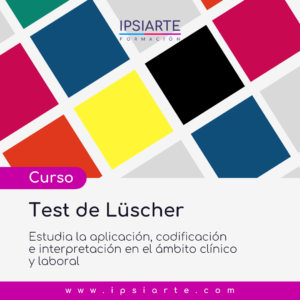 IPSIARTE
FORMACIÓN
Curso
Test de Lüscher
Estudia la aplicación, codificación
e interpretación en el ámbito clínico
y laboral
www.ipsiarte.com